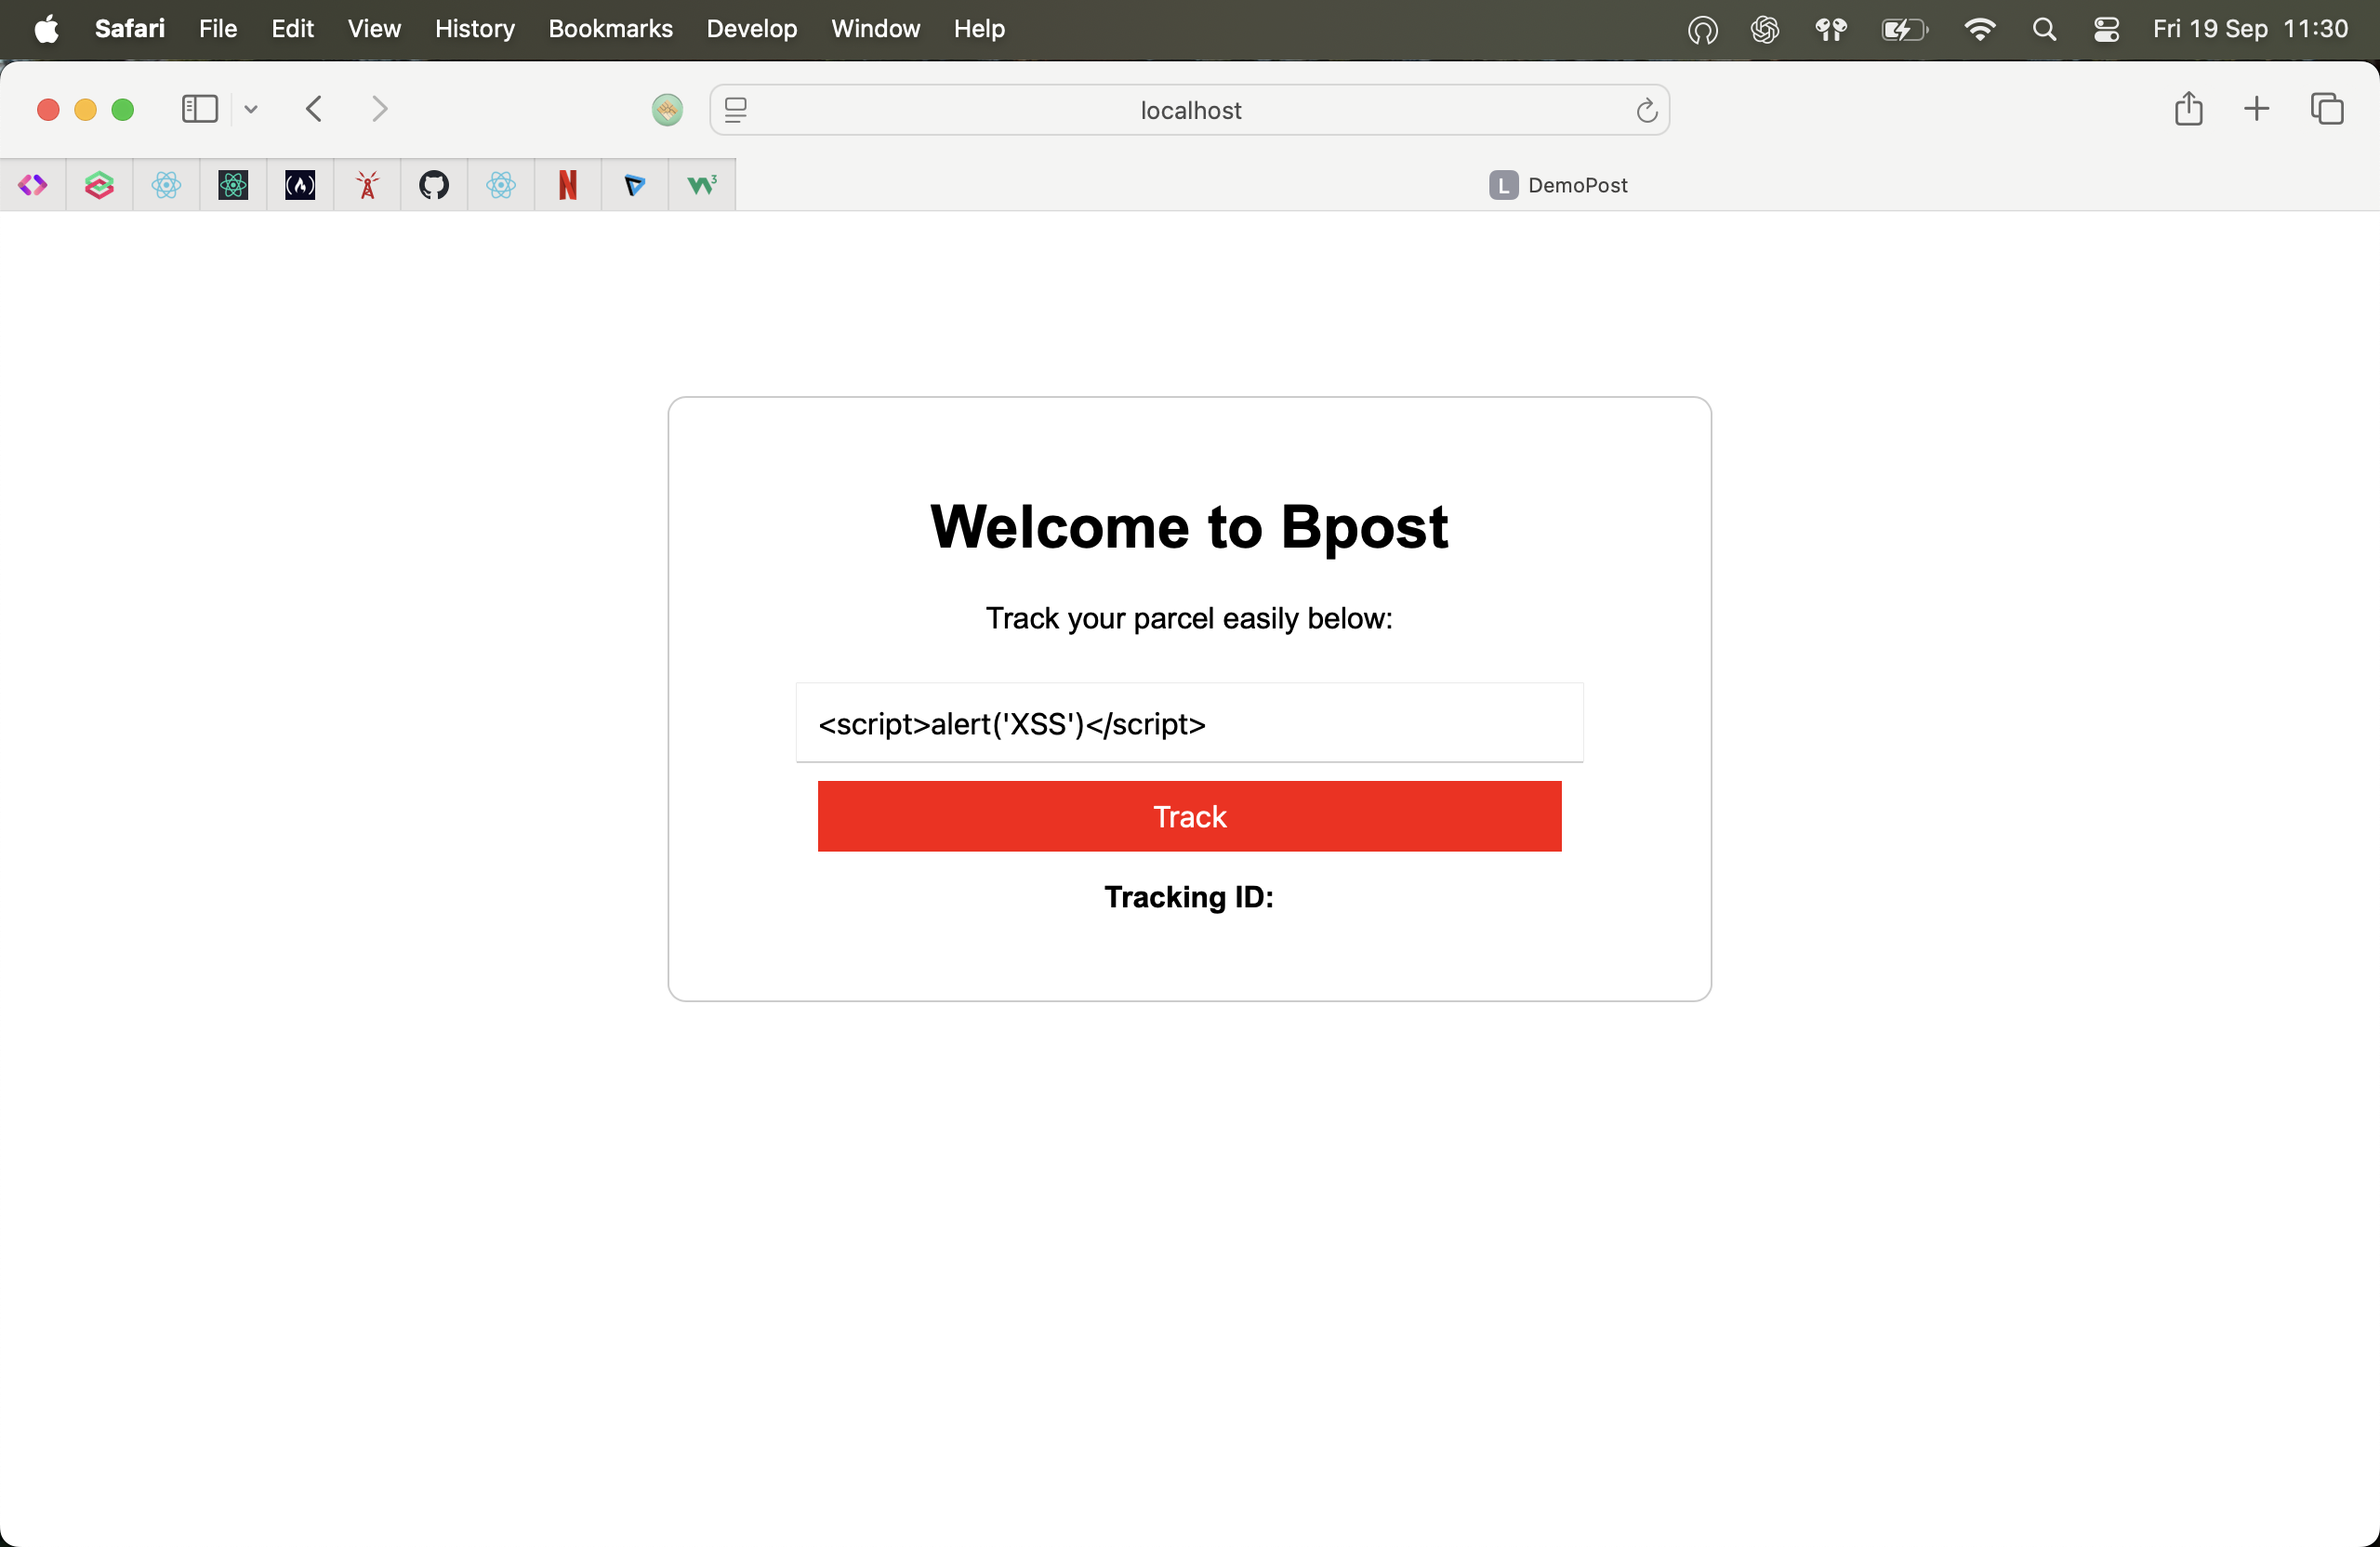 Safari File Edit View History Bookmarks Develop Window Help Fri 19 Sep 11:30
localhost
L DemoPost
Welcome to Bpost
Track your parcel easily below:
<script>alert('XSS')</script>
Track
Tracking ID: